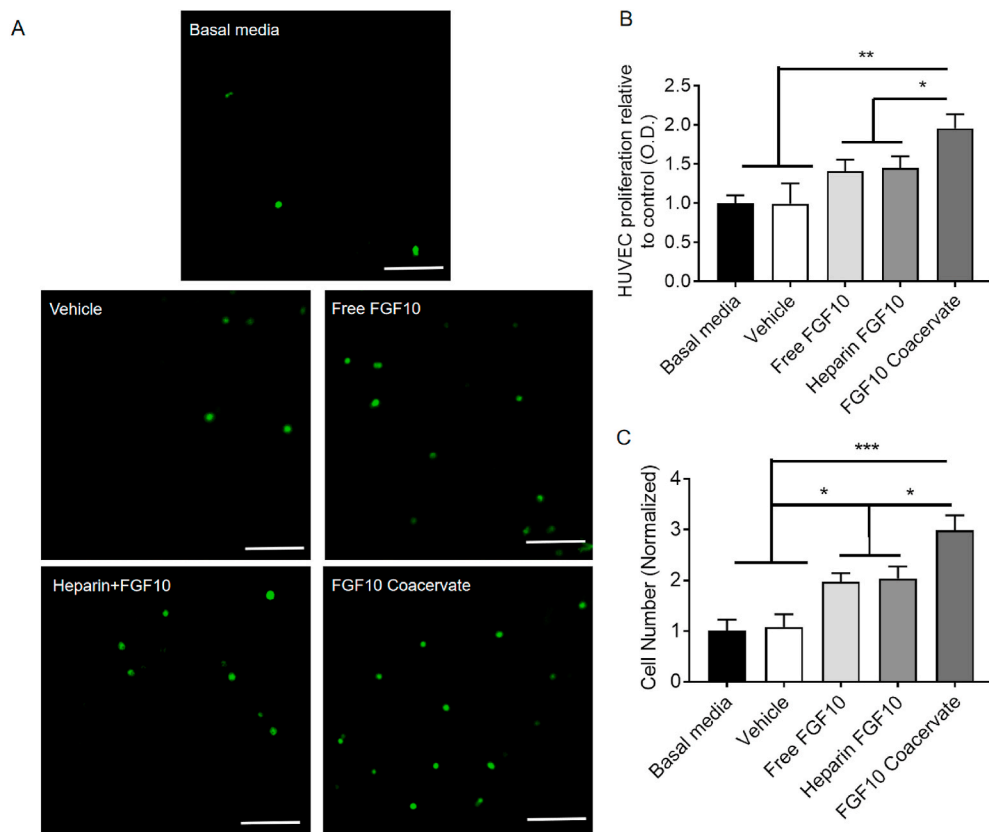 A
Basal media
Vehicle
Free FGF10
Heparin+FGF10
FGF10 Coacervate
B
HUVEC proliferation relative
to control (O.D.)
2.5
2.0
1.5
1.0
0.5
0.0
**
*
Basal media
Vehicle
Free FGF10
Heparin FGF10
FGF10 Coacervate
C
Cell Number (Normalized)
4
3
2
1
0
***
*
*
Basal media
Vehicle
Free FGF10
Heparin FGF10
FGF10 Coacervate